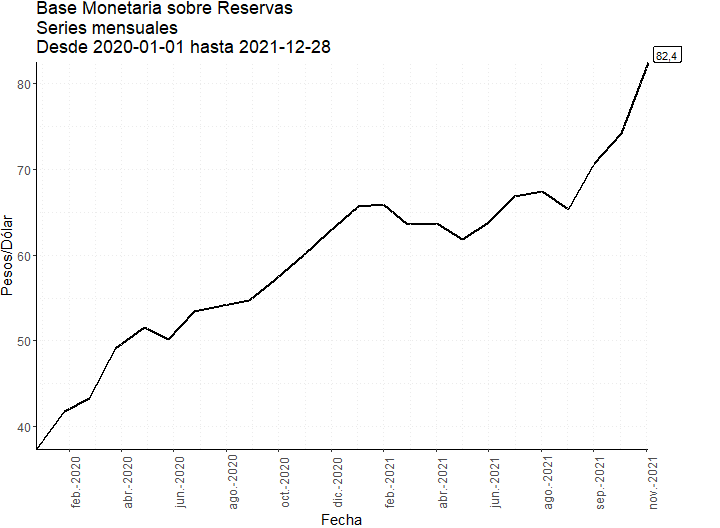 Base Monetaria sobre Reservas
Series mensuales
Desde 2020-01-01 hasta 2021-12-28
82,4
80
70
60
50
40
Pesos/Dólar
feb.-2020
abr.-2020
jun.-2020
ago.-2020
oct.-2020
dic.-2020
feb.-2021
abr.-2021
jun.-2021
ago.-2021
sep.-2021
nov.-2021
Fecha